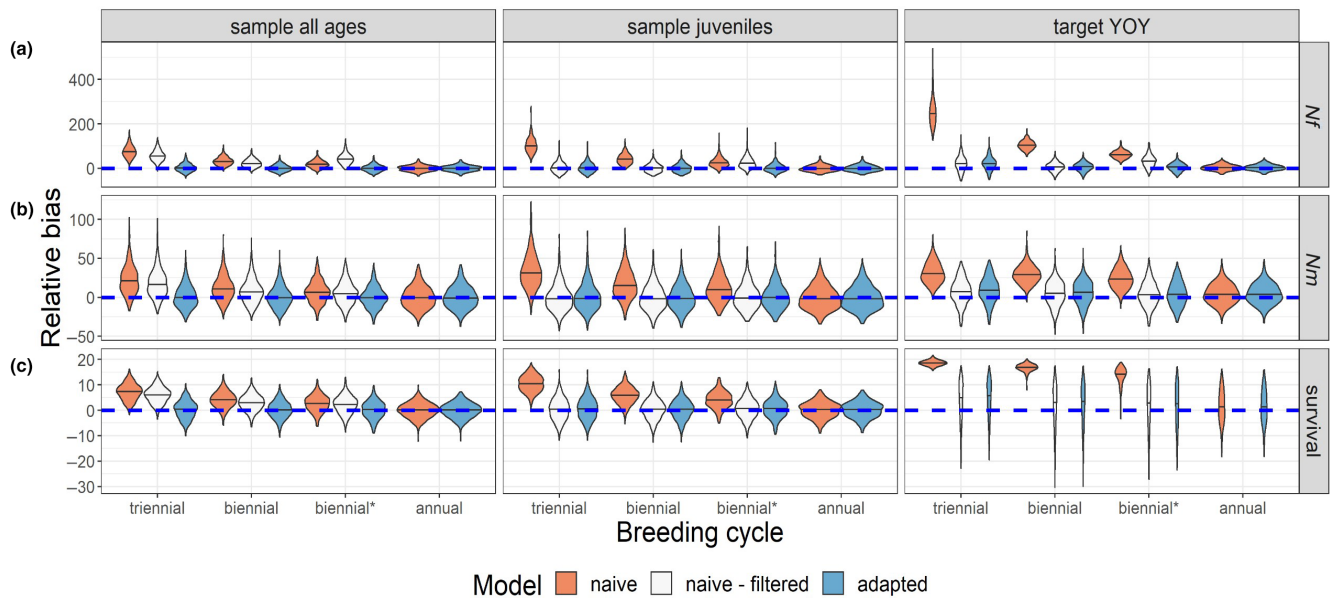 sample all ages sample juveniles target YOY
(a)
400
200
0
Nf
(b)
100
50
0
−50
Nm
(c)
20
10
0
−10
−20
−30
survival
Relative bias
triennial biennial biennial* annual triennial biennial biennial* annual triennial biennial biennial* annual
Breeding cycle
Model naive naive - filtered adapted